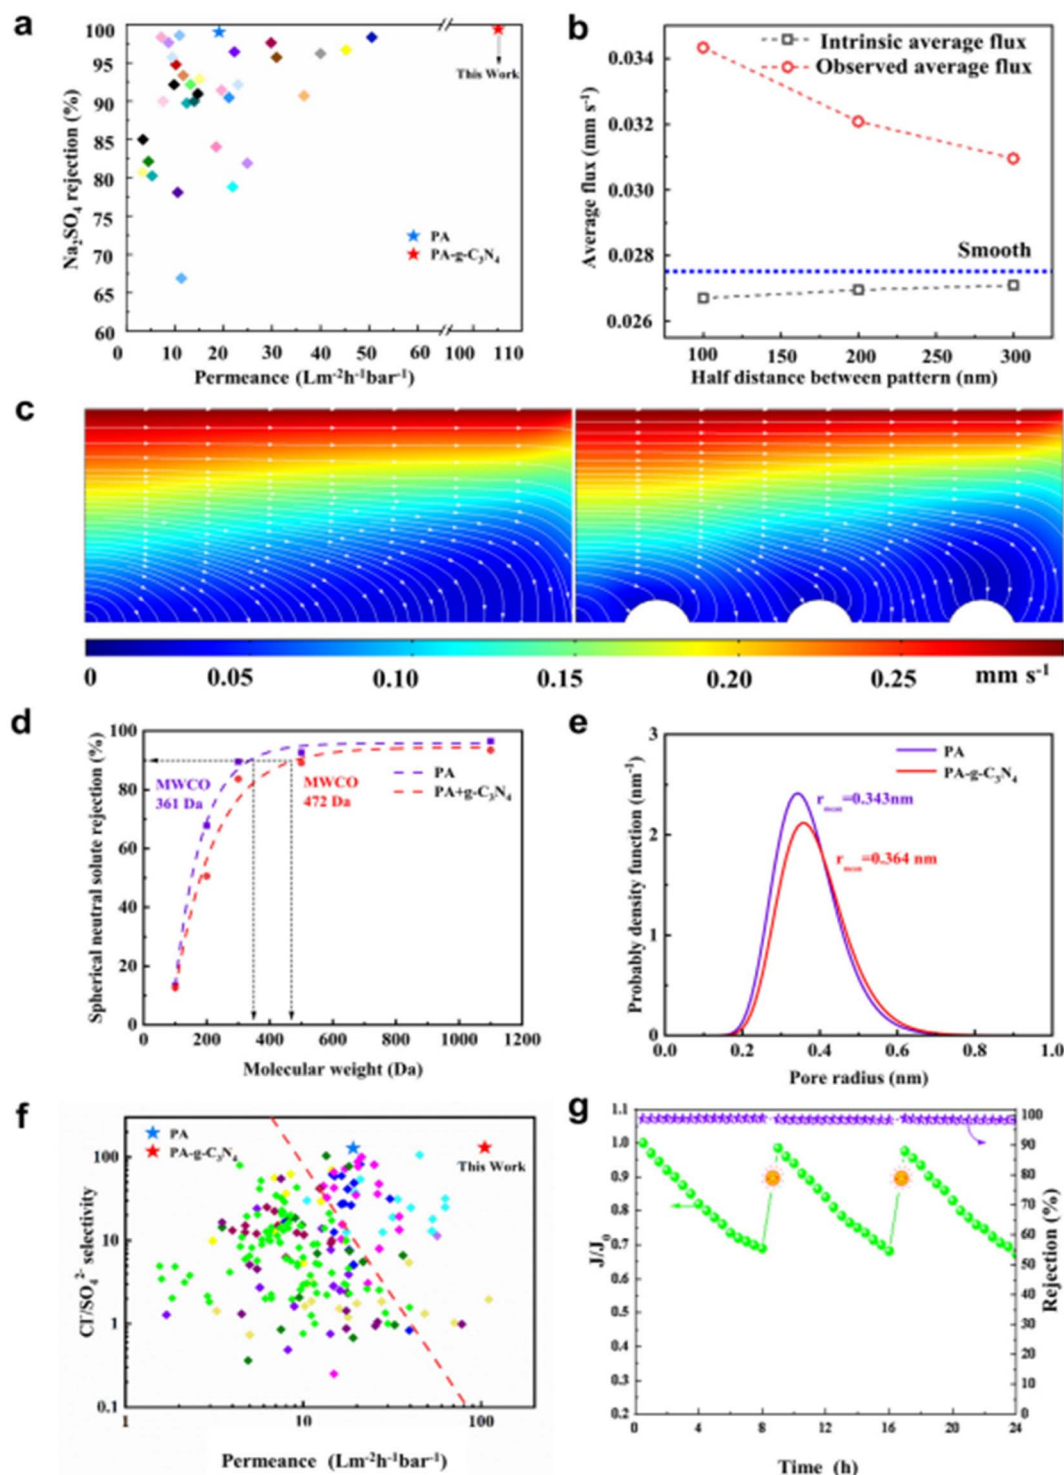 a
100
95
90
85
80
75
70
65
60
Na₂SO₄ rejection (%)
This Work
PA
PA-g-C₃N₄
0 10 20 30 40 50 60 100 110
Permeance (Lm⁻²h⁻¹bar⁻¹)
b
Intrinsic average flux
Observed average flux
0.034
0.032
0.030
0.028
0.026
Average flux (mm s⁻¹)
Smooth
100 150 200 250 300
Half distance between pattern (nm)
c
0 0.05 0.10 0.15 0.20 0.25 mm s⁻¹
d
100
80
60
40
20
0
Spherical neutral solute rejection (%)
MWCO
361 Da
MWCO
472 Da
PA
PA+g-C₃N₄
0 200 400 600 800 1000 1200
Molecular weight (Da)
e
3
2
1
0
Probably density function (nm⁻¹)
PA
PA-g-C₃N₄
r_mean=0.343nm
r_mean=0.364 nm
0.0 0.2 0.4 0.6 0.8 1.0
Pore radius (nm)
f
100
10
1
0.1
Cl⁻/SO₄²⁻ selectivity
PA
PA-g-C₃N₄
This Work
1 10 100
Permeance (Lm⁻²h⁻¹bar⁻¹)
g
1.1
1.0
0.9
0.8
0.7
0.6
0.5
0.4
0.3
0.2
J/J₀
100
90
80
70
60
50
40
30
20
10
0
Rejection (%)
0 4 8 12 16 20 24
Time (h)